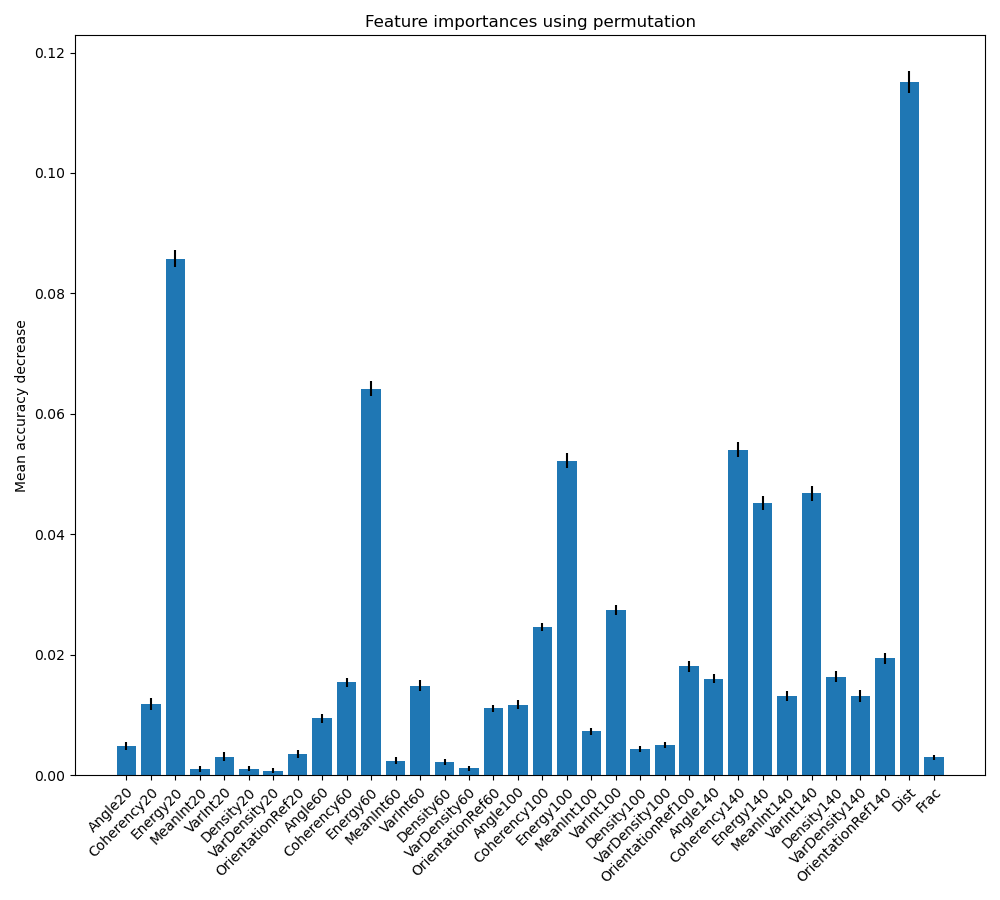 Feature importances using permutation
Mean accuracy decrease
0.12
0.10
0.08
0.06
0.04
0.02
0.00
Angle20
Coherency20
Energy20
MeanInt20
VarInt20
Density20
VarDensity20
OrientationRef20
Angle60
Coherency60
Energy60
MeanInt60
VarInt60
Density60
VarDensity60
OrientationRef60
Angle100
Coherency100
Energy100
MeanInt100
VarInt100
Density100
VarDensity100
OrientationRef100
Angle140
Coherency140
Energy140
MeanInt140
VarInt140
Density140
VarDensity140
OrientationRef140
Dist
Frac